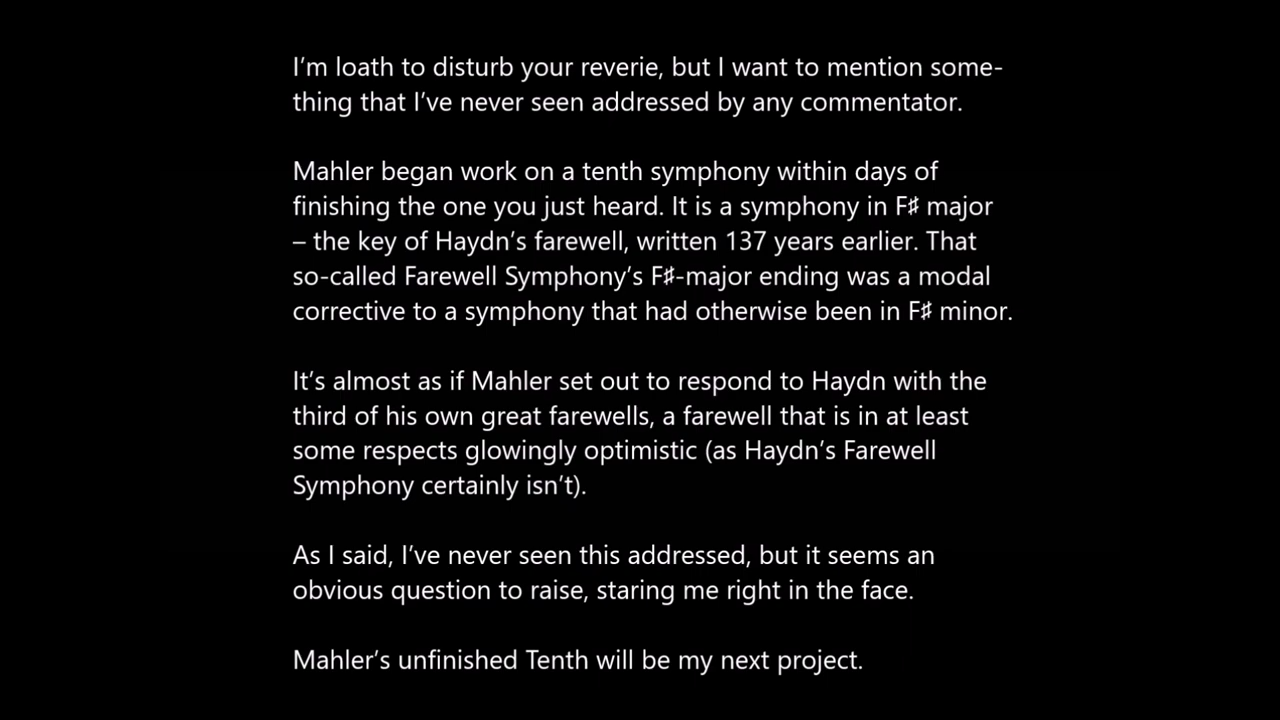 I’m loath to disturb your reverie, but I want to mention some-
thing that I’ve never seen addressed by any commentator.
Mahler began work on a tenth symphony within days of
finishing the one you just heard. It is a symphony in F♯ major
– the key of Haydn’s farewell, written 137 years earlier. That
so-called Farewell Symphony’s F♯-major ending was a modal
corrective to a symphony that had otherwise been in F♯ minor.
It’s almost as if Mahler set out to respond to Haydn with the
third of his own great farewells, a farewell that is in at least
some respects glowingly optimistic (as Haydn’s Farewell
Symphony certainly isn’t).
As I said, I’ve never seen this addressed, but it seems an
obvious question to raise, staring me right in the face.
Mahler’s unfinished Tenth will be my next project.